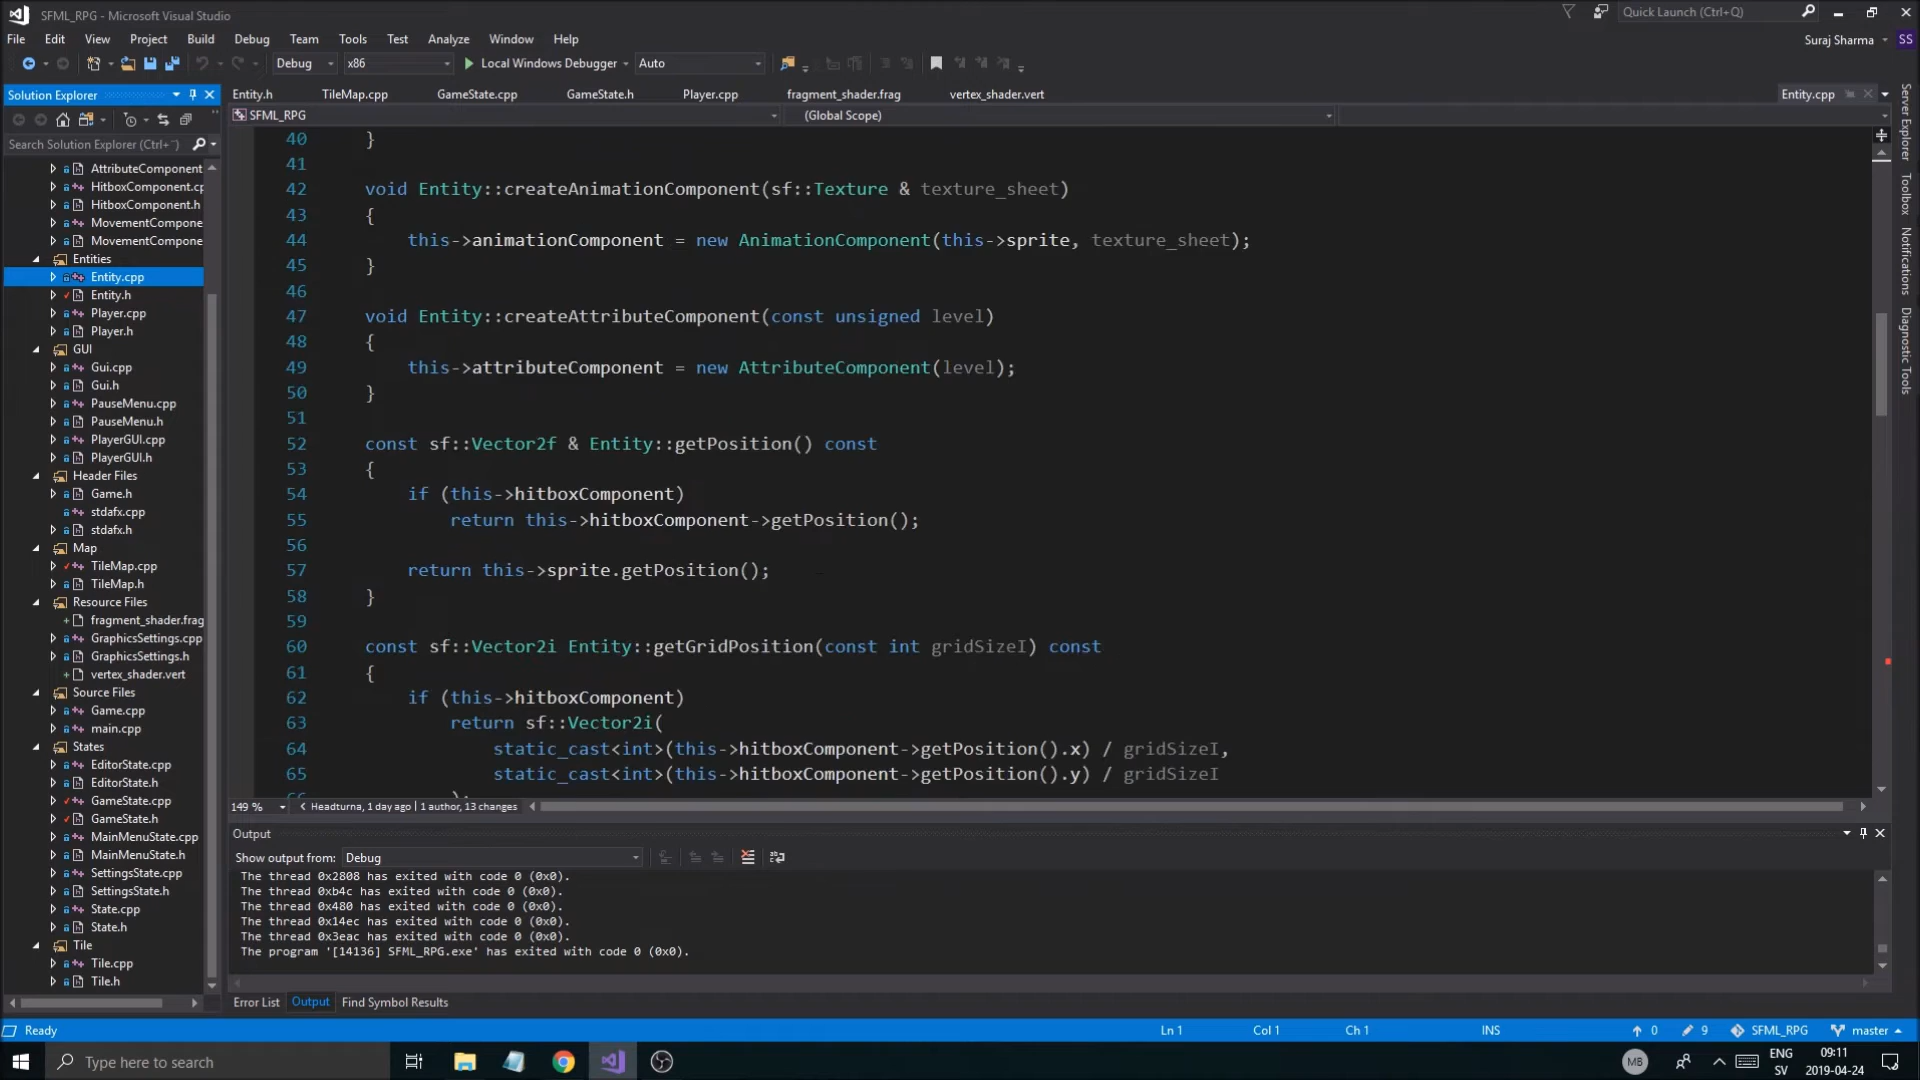 SFML_RPG - Microsoft Visual Studio
Quick Launch (Ctrl+Q)
File Edit View Project Build Debug Team Tools Test Analyze Window Help
Suraj Sharma SS
Debug x86 Local Windows Debugger Auto
Solution Explorer
Entity.h TileMap.cpp GameState.cpp GameState.h Player.cpp fragment_shader.frag vertex_shader.vert Entity.cpp
SFML_RPG (Global Scope)
Search Solution Explorer (Ctrl+¨)
AttributeComponent
HitboxComponent.cp
HitboxComponent.h
MovementCompone
MovementCompone
Entities
Entity.cpp
Entity.h
Player.cpp
Player.h
GUI
Gui.cpp
Gui.h
PauseMenu.cpp
PauseMenu.h
PlayerGUI.cpp
PlayerGUI.h
Header Files
Game.h
stdafx.cpp
stdafx.h
Map
TileMap.cpp
TileMap.h
Resource Files
fragment_shader.frag
GraphicsSettings.cpp
GraphicsSettings.h
vertex_shader.vert
Source Files
Game.cpp
main.cpp
States
EditorState.cpp
EditorState.h
GameState.cpp
GameState.h
MainMenuState.cpp
MainMenuState.h
SettingsState.cpp
SettingsState.h
State.cpp
State.h
Tile
Tile.cpp
Tile.h
40 }
41
42 void Entity::createAnimationComponent(sf::Texture & texture_sheet)
43 {
44 this->animationComponent = new AnimationComponent(this->sprite, texture_sheet);
45 }
46
47 void Entity::createAttributeComponent(const unsigned level)
48 {
49 this->attributeComponent = new AttributeComponent(level);
50 }
51
52 const sf::Vector2f & Entity::getPosition() const
53 {
54 if (this->hitboxComponent)
55 return this->hitboxComponent->getPosition();
56
57 return this->sprite.getPosition();
58 }
59
60 const sf::Vector2i Entity::getGridPosition(const int gridSizeI) const
61 {
62 if (this->hitboxComponent)
63 return sf::Vector2i(
64 static_cast<int>(this->hitboxComponent->getPosition().x) / gridSizeI,
65 static_cast<int>(this->hitboxComponent->getPosition().y) / gridSizeI
149 % Headturna, 1 day ago | 1 author, 13 changes
Server Explorer
Toolbox
Notifications
Diagnostic Tools
Output
Show output from: Debug
The thread 0x2808 has exited with code 0 (0x0).
The thread 0xb4c has exited with code 0 (0x0).
The thread 0x480 has exited with code 0 (0x0).
The thread 0x14ec has exited with code 0 (0x0).
The thread 0x3eac has exited with code 0 (0x0).
The program '[14136] SFML_RPG.exe' has exited with code 0 (0x0).
Error List Output Find Symbol Results
Ready Ln 1 Col 1 Ch 1 INS 0 9 SFML_RPG master
Type here to search
MB
ENG
SV
09:11
2019-04-24